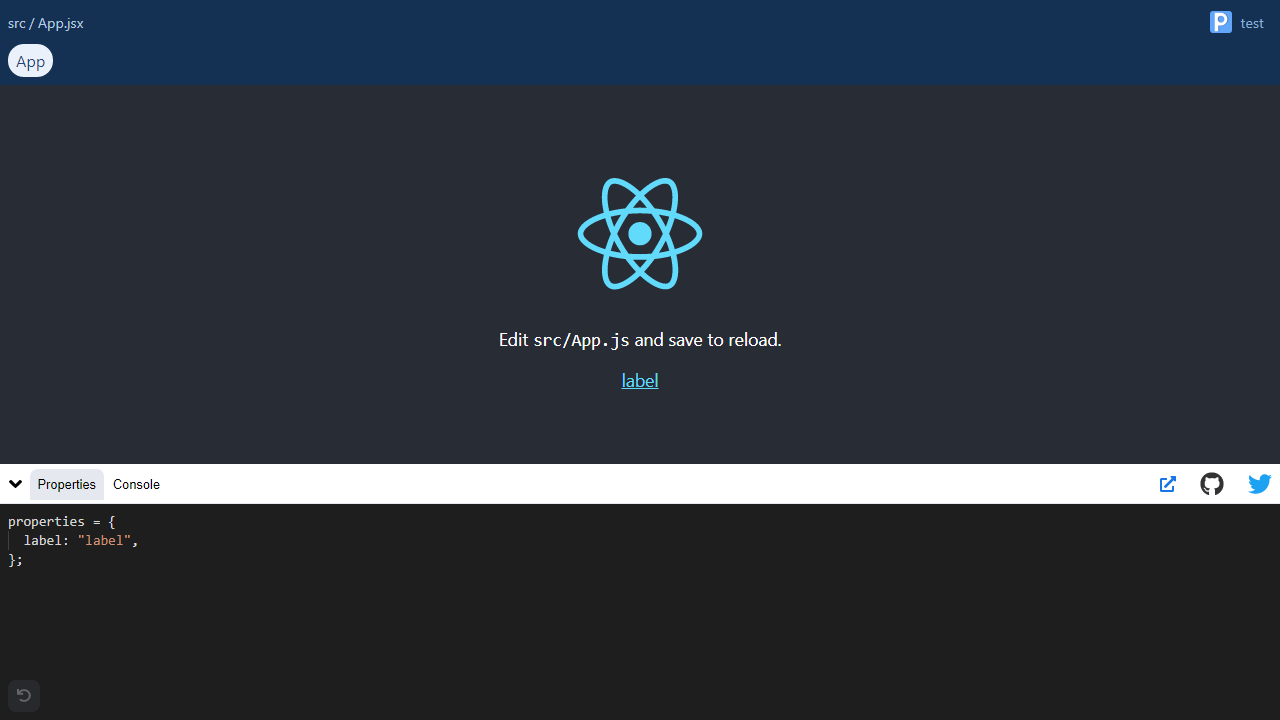 src / App.jsx
P test
App
Edit src/App.js and save to reload.
label
Properties Console
properties = {
  label: "label",
};